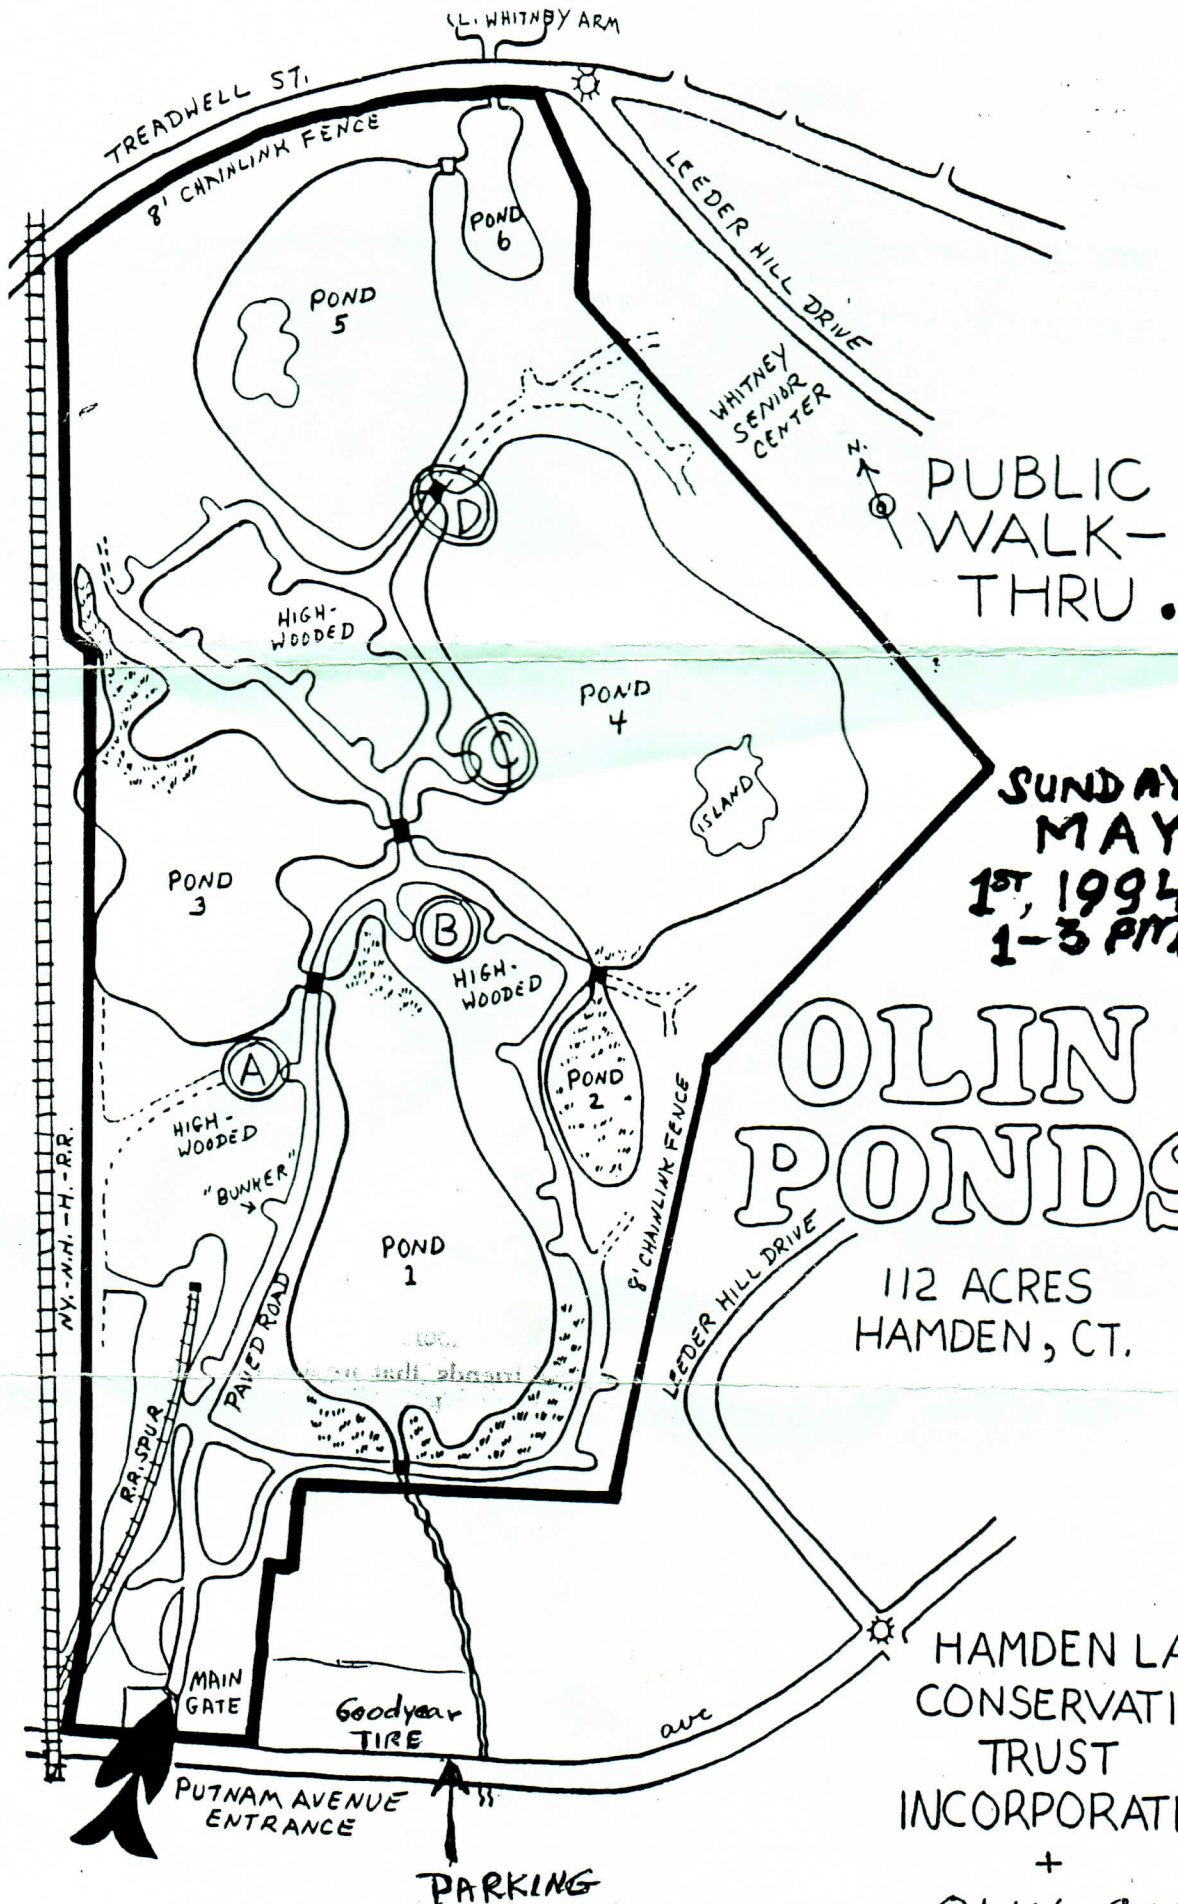 L. WHITNEY ARM
TREADWELL ST.
8' CHAINLINK FENCE
LEEDER HILL DRIVE
POND
6
POND
5
WHITNEY
SENIOR
CENTER
N.
PUBLIC
WALK-
THRU.
D
HIGH-
WOODED
POND
4
C
ISLAND
SUNDAY
MAY
1ST, 1994
1-3 PM
POND
3
B
HIGH-
WOODED
OLIN
PONDS
112 ACRES
HAMDEN, CT.
A
POND
2
HIGH-
WOODED
"BUNKER"
8' CHAINLINK FENCE
NY.-N.H.-H.-R.R.
POND
1
PAVED ROAD
LEEDER HILL DRIVE
friends that
R.R. SPUR
MAIN
GATE
Goodyear
TIRE
ave
PUTNAM AVENUE
ENTRANCE
PARKING
HAMDEN LA
CONSERVATI
TRUST
INCORPORATE
+